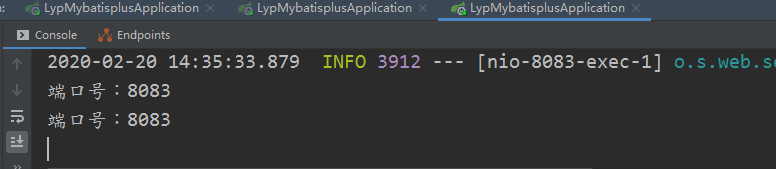 LypMybatisplusApplication LypMybatisplusApplication LypMybatisplusApplication
Console Endpoints
2020-02-20 14:35:33.879 INFO 3912 --- [nio-8083-exec-1] o.s.web.se
端口号：8083
端口号：8083